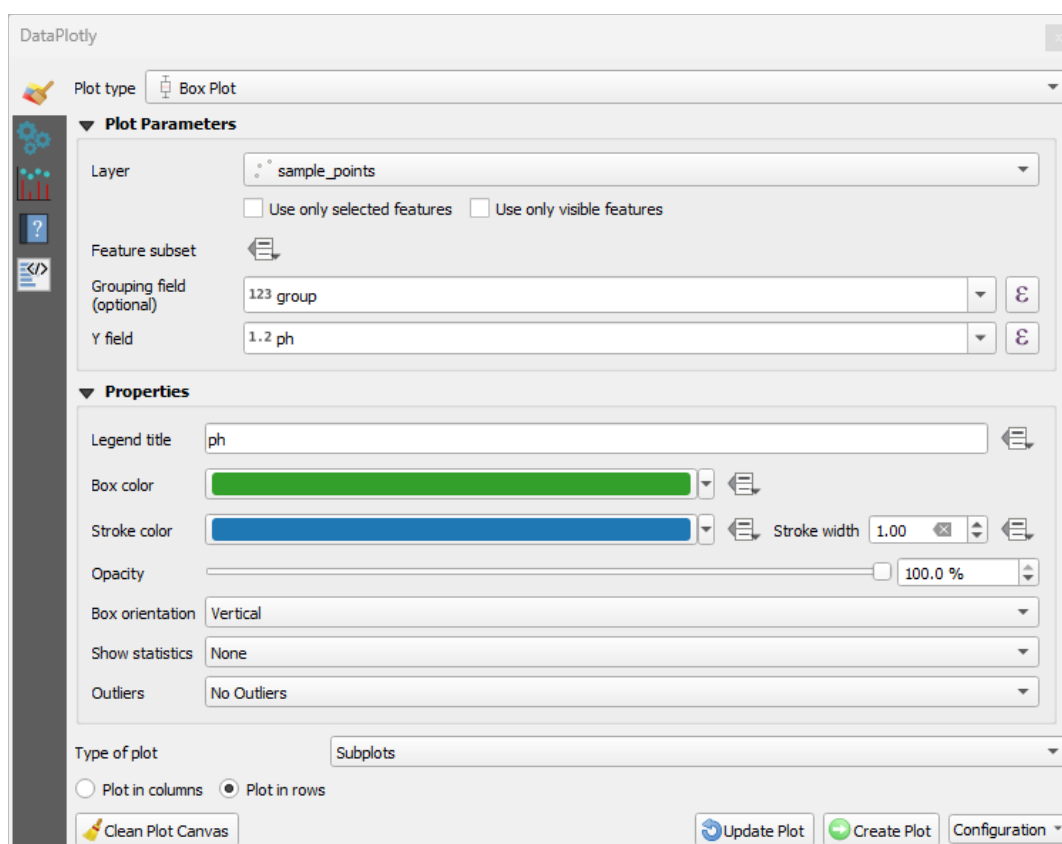 DataPlotly
Plot type Box Plot
Plot Parameters
Layer sample_points
Use only selected features Use only visible features
Feature subset
Grouping field
(optional) 123 group
Y field 1.2 ph
Properties
Legend title ph
Box color
Stroke color Stroke width 1.00
Opacity 100.0 %
Box orientation Vertical
Show statistics None
Outliers No Outliers
Type of plot Subplots
Plot in columns Plot in rows
Clean Plot Canvas Update Plot Create Plot Configuration